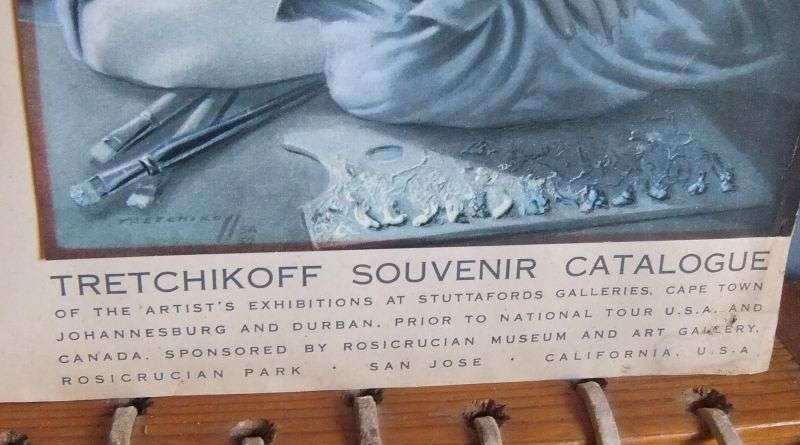 TRETCHIKOFF
TRETCHIKOFF SOUVENIR CATALOGUE
OF THE ARTIST'S EXHIBITIONS AT STUTTAFORDS GALLERIES, CAPE TOWN
JOHANNESBURG AND DURBAN, PRIOR TO NATIONAL TOUR U.S.A. AND
CANADA. SPONSORED BY ROSICRUCIAN MUSEUM AND ART GALLERY,
ROSICRUCIAN PARK · SAN JOSE · CALIFORNIA, U.S.A.